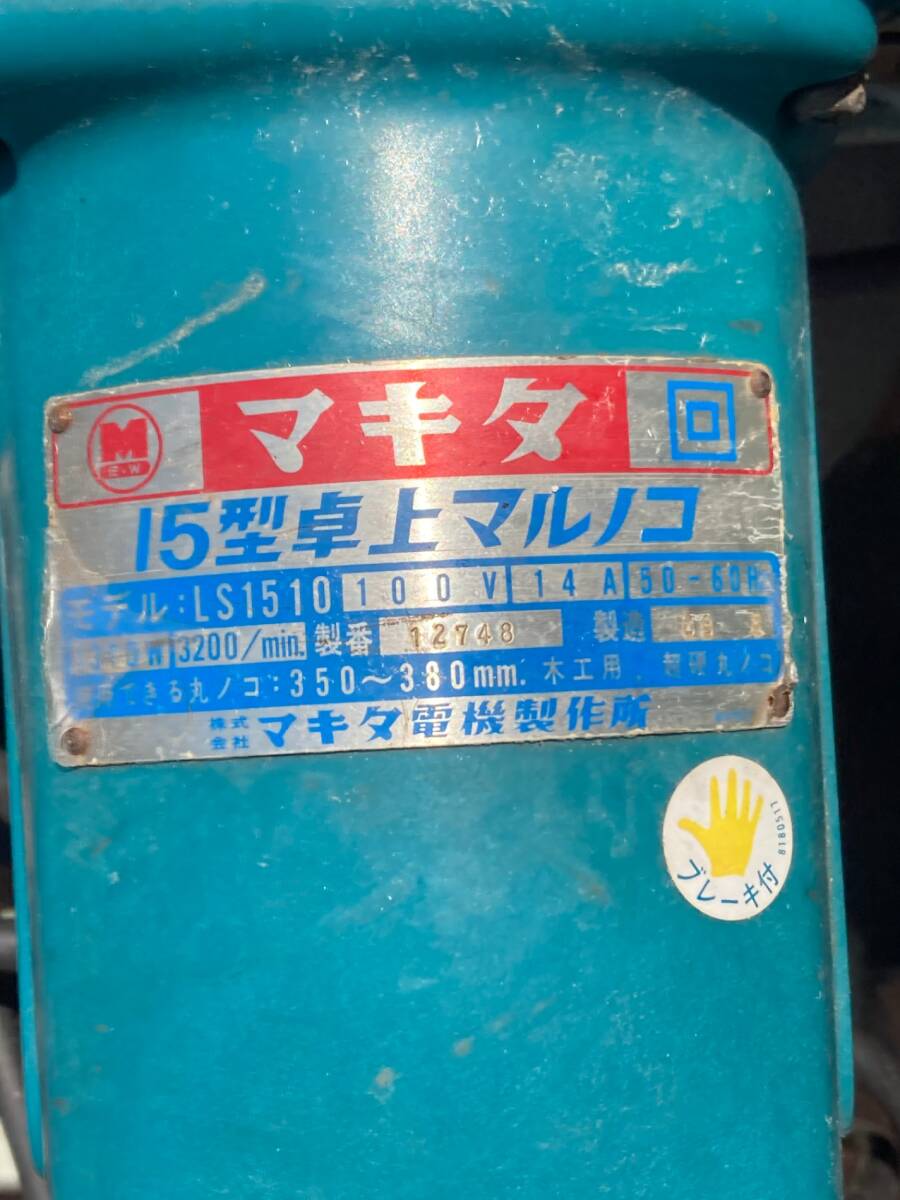 M
E・W
マキタ
15型卓上マルノコ
モデル:LS1510 100V 14A 50-60H
3200/min. 製番 12748 製造
できる丸ノコ:350〜380mm. 木工用 超硬丸ノコ
株式会社 マキタ電機製作所
8180511
ブレーキ付